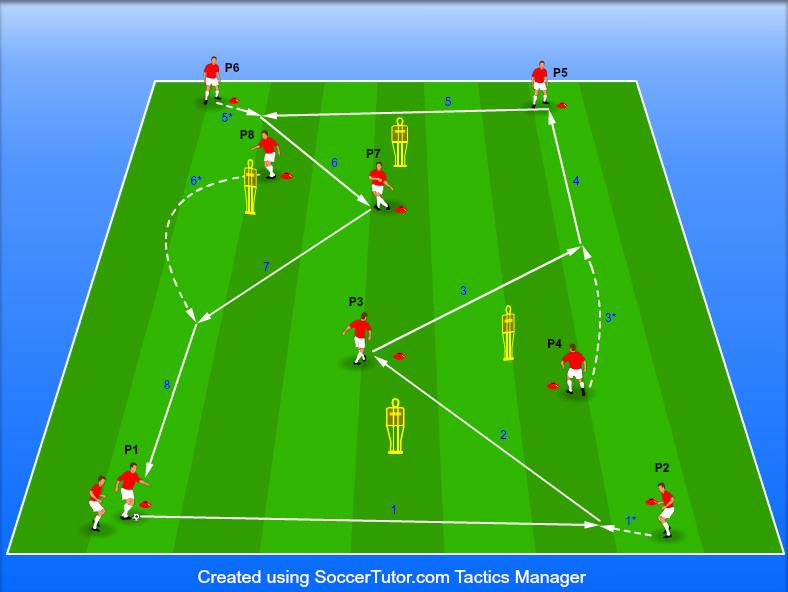 P6
P5
5
5*
P8
6
P7
6*
4
7
3
P3
3*
P4
8
2
P1
P2
1
1*
Created using SoccerTutor.com Tactics Manager